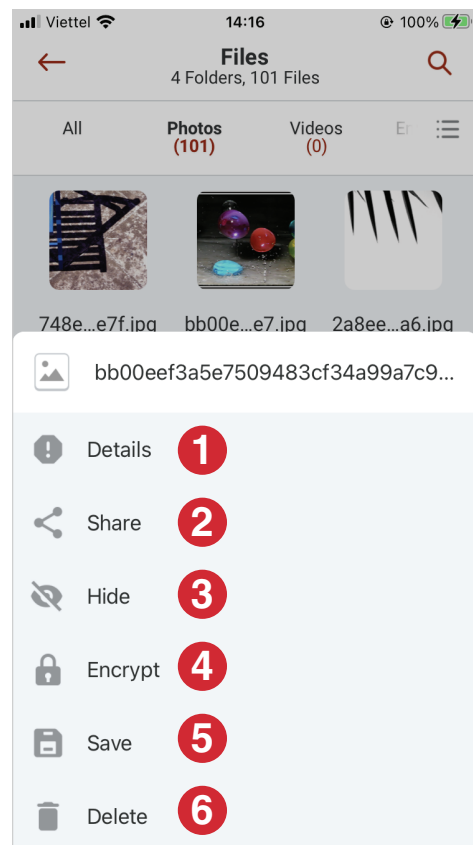 Viettel 14:16 100%
Files
4 Folders, 101 Files
All Photos Videos
(101) (0)
748e...e7f.jpg bb00e...e7.jpg 2a8ee...a6.jpg
bb00eef3a5e7509483cf34a99a7c9...
Details 1
Share 2
Hide 3
Encrypt 4
Save 5
Delete 6